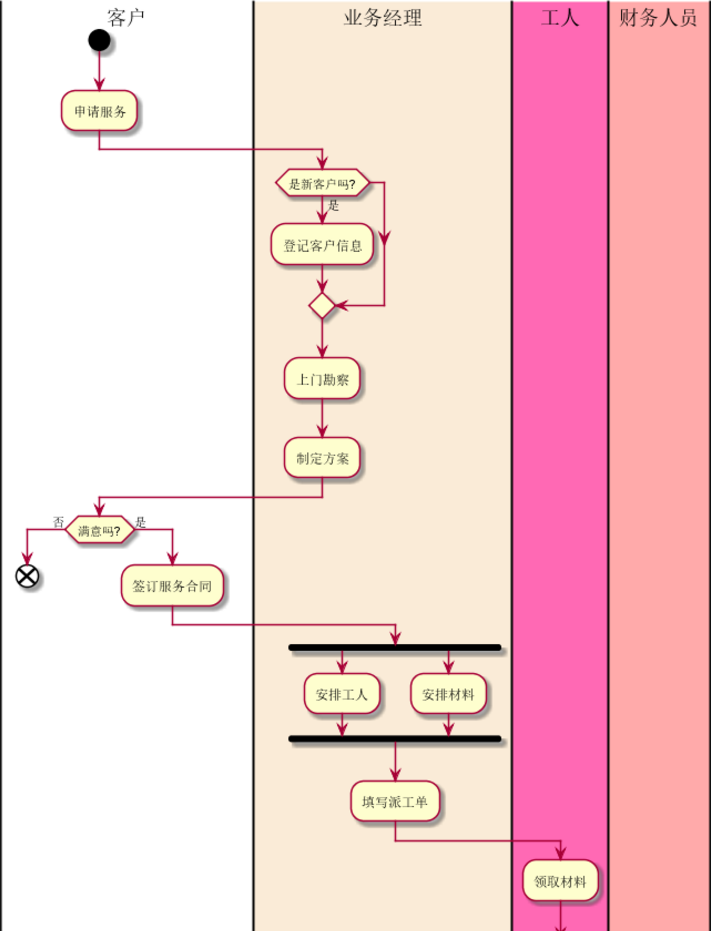 客户 业务经理 工人 财务人员
申请服务
是新客户吗?
是
登记客户信息
上门勘察
制定方案
否 满意吗? 是
签订服务合同
安排工人 安排材料
填写派工单
领取材料